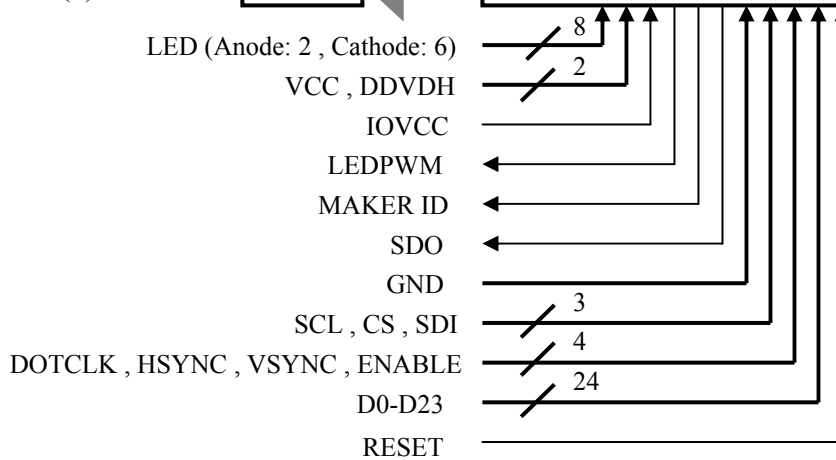 LED (Anode: 2 , Cathode: 6) 8
VCC , DDVDH 2
IOVCC
LEDPWM
MAKER ID
SDO
GND
SCL , CS , SDI 3
DOTCLK , HSYNC , VSYNC , ENABLE 4
D0-D23 24
RESET